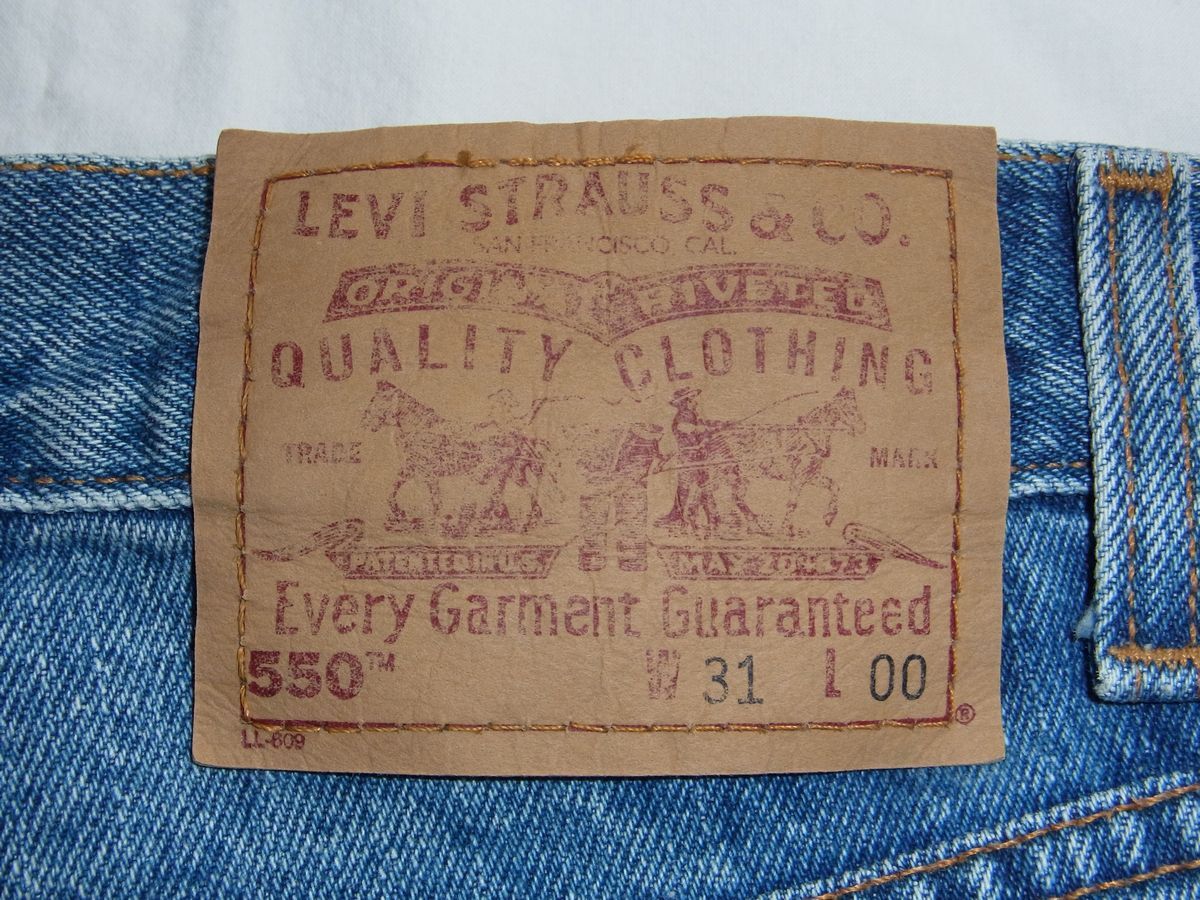 LEVI STRAUSS & CO.
SAN FRANCISCO, CAL.
ORIGINAL RIVETED
QUALITY CLOTHING
TRADE MARK
PATENTED IN U.S. MAY 20 1873
Every Garment Guaranteed
550™ W 31 L 00
®
LL-609